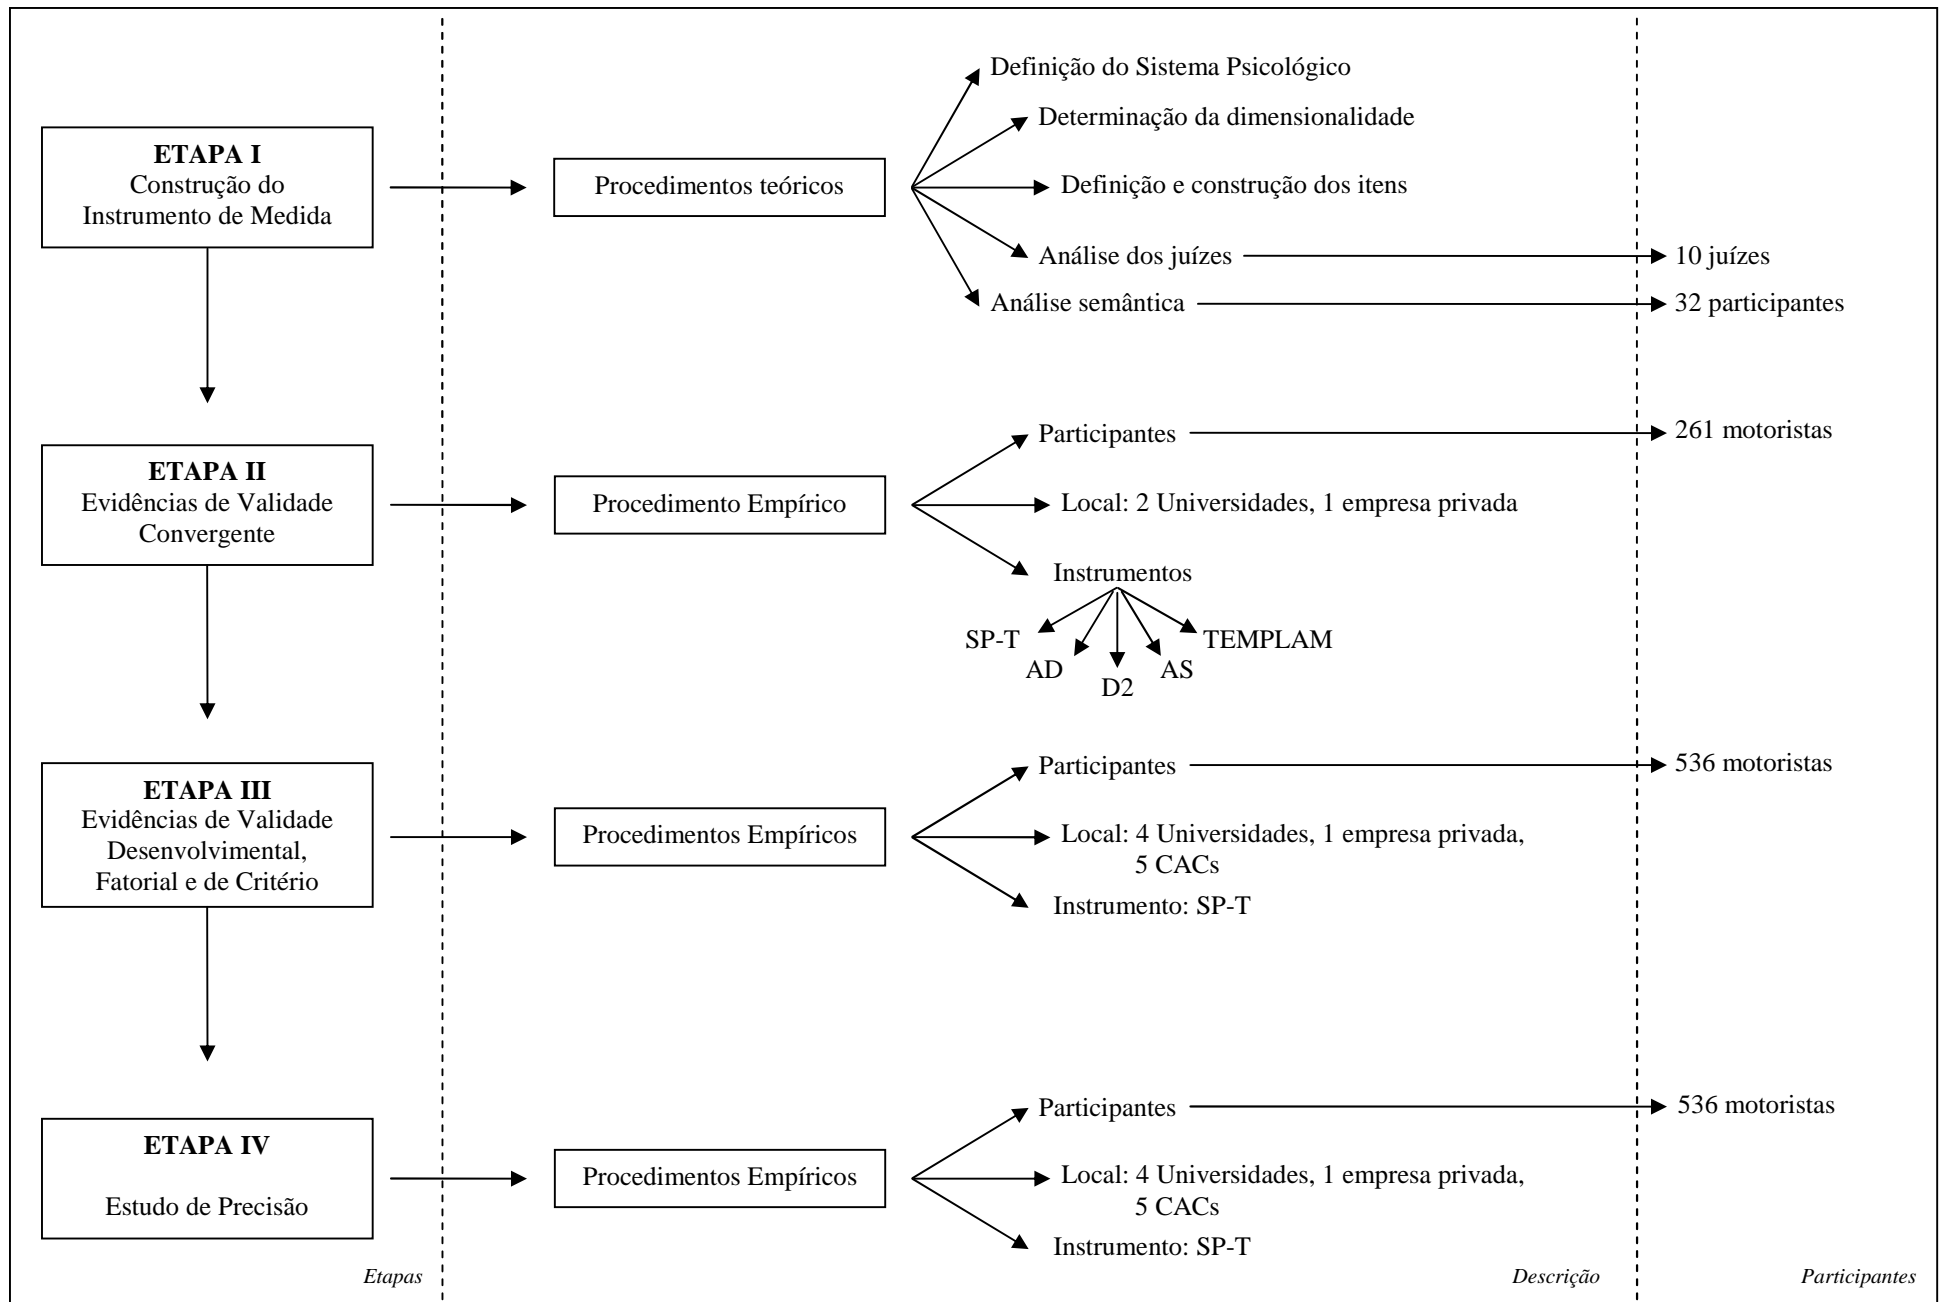 Definição do Sistema Psicológico
Determinação da dimensionalidade
ETAPA I
Construção do
Instrumento de Medida
Procedimentos teóricos
Definição e construção dos itens
Análise dos juízes
10 juízes
Análise semântica
32 participantes
ETAPA II
Evidências de Validade
Convergente
Procedimento Empírico
Participantes
261 motoristas
Local: 2 Universidades, 1 empresa privada
Instrumentos
SP-T
AD
D2
AS
TEMPLAM
ETAPA III
Evidências de Validade
Desenvolvimental,
Fatorial e de Critério
Procedimentos Empíricos
Participantes
536 motoristas
Local: 4 Universidades, 1 empresa privada,
5 CACs
Instrumento: SP-T
ETAPA IV
Estudo de Precisão
Procedimentos Empíricos
Participantes
536 motoristas
Local: 4 Universidades, 1 empresa privada,
5 CACs
Instrumento: SP-T
Etapas
Descrição
Participantes